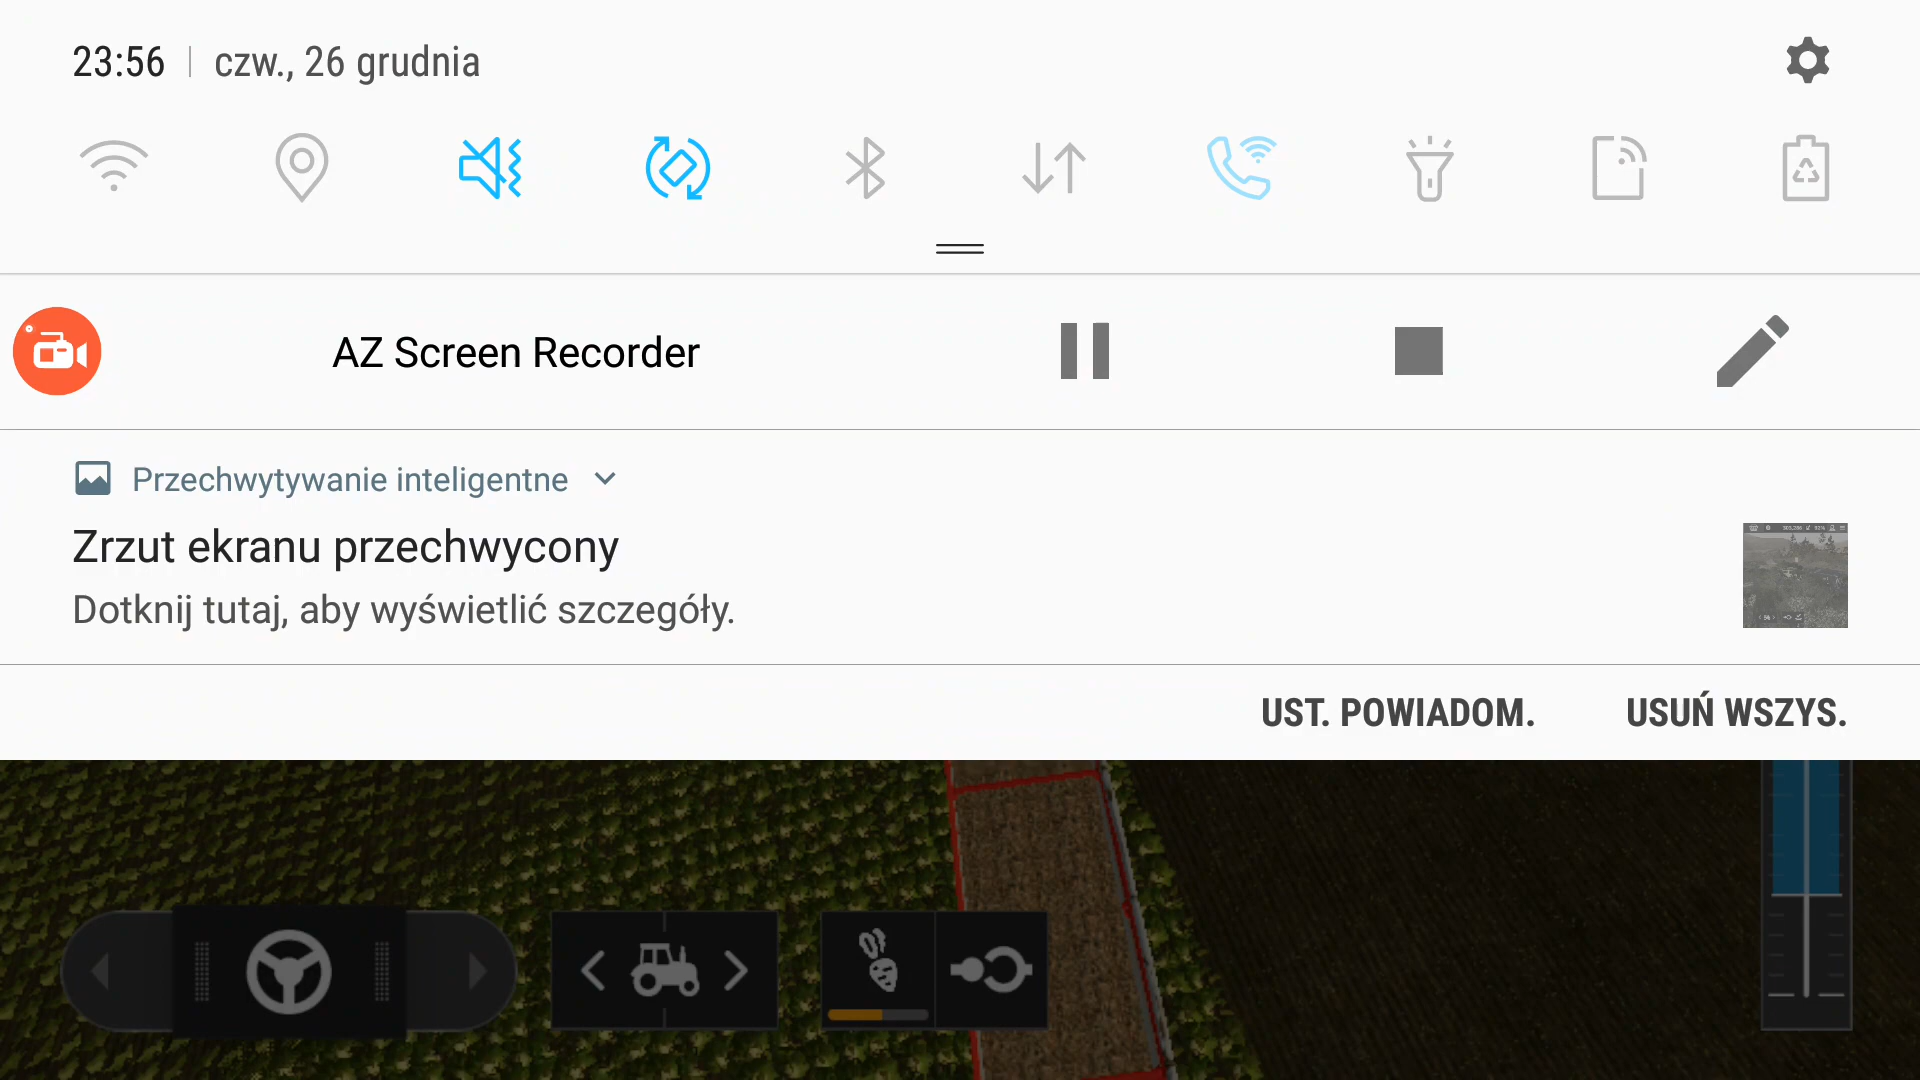 23:56 | czw., 26 grudnia
AZ Screen Recorder
Przechwytywanie inteligentne
Zrzut ekranu przechwycony
Dotknij tutaj, aby wyświetlić szczegóły.
UST. POWIADOM. USUŃ WSZYS.